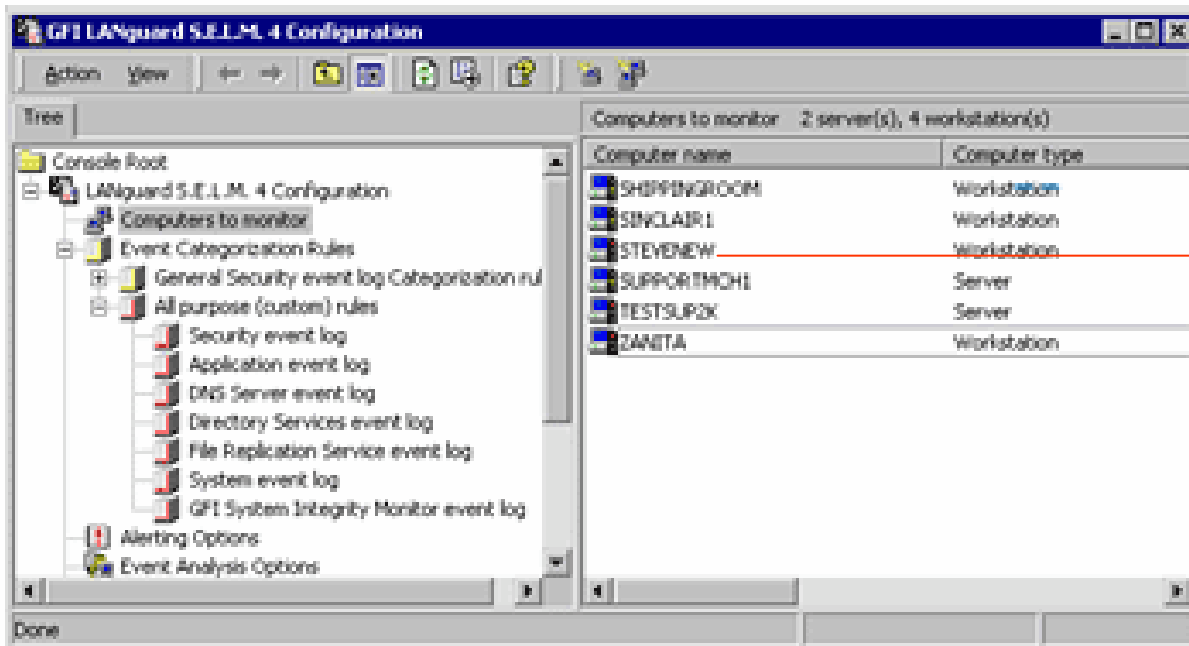 GFI LANguard S.E.L.M. 4 Configuration
Action View
Tree
Console Root
LANguard S.E.L.M. 4 Configuration
Computers to monitor
Event Categorization Rules
General Security event log Categorization rul
All purpose (custom) rules
Security event log
Application event log
DNS Server event log
Directory Services event log
File Replication Service event log
System event log
GFI System Integrity Monitor event log
Alerting Options
Event Analysis Options
Computers to monitor 2 server(s), 4 workstation(s)
Computer name Computer type
SHIPPINGROOM Workstation
SINCLAIR1 Workstation
STEVENEW Workstation
SUPPORTMCH1 Server
TESTSUP2K Server
ZANITA Workstation
Done